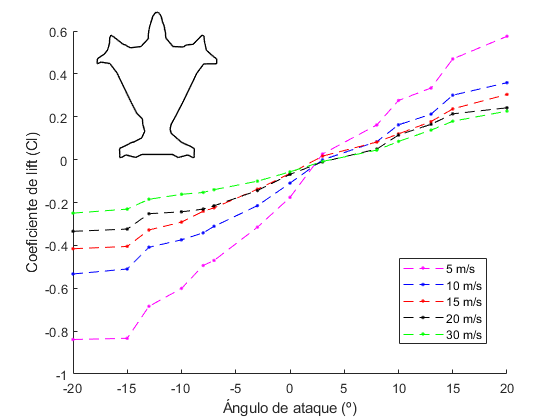 0.6
0.4
0.2
0
-0.2
-0.4
-0.6
-0.8
-1
Coeficiente de lift (Cl)
-20 -15 -10 -5 0 5 10 15 20
Ángulo de ataque (º)
5 m/s
10 m/s
15 m/s
20 m/s
30 m/s